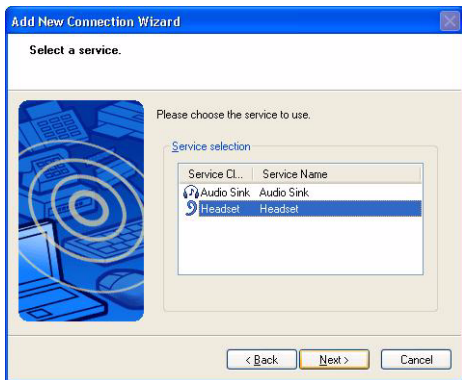 Add New Connection Wizard
Select a service.
Please choose the service to use.
Service selection
Service Cl... Service Name
Audio Sink Audio Sink
Headset Headset
< Back Next > Cancel